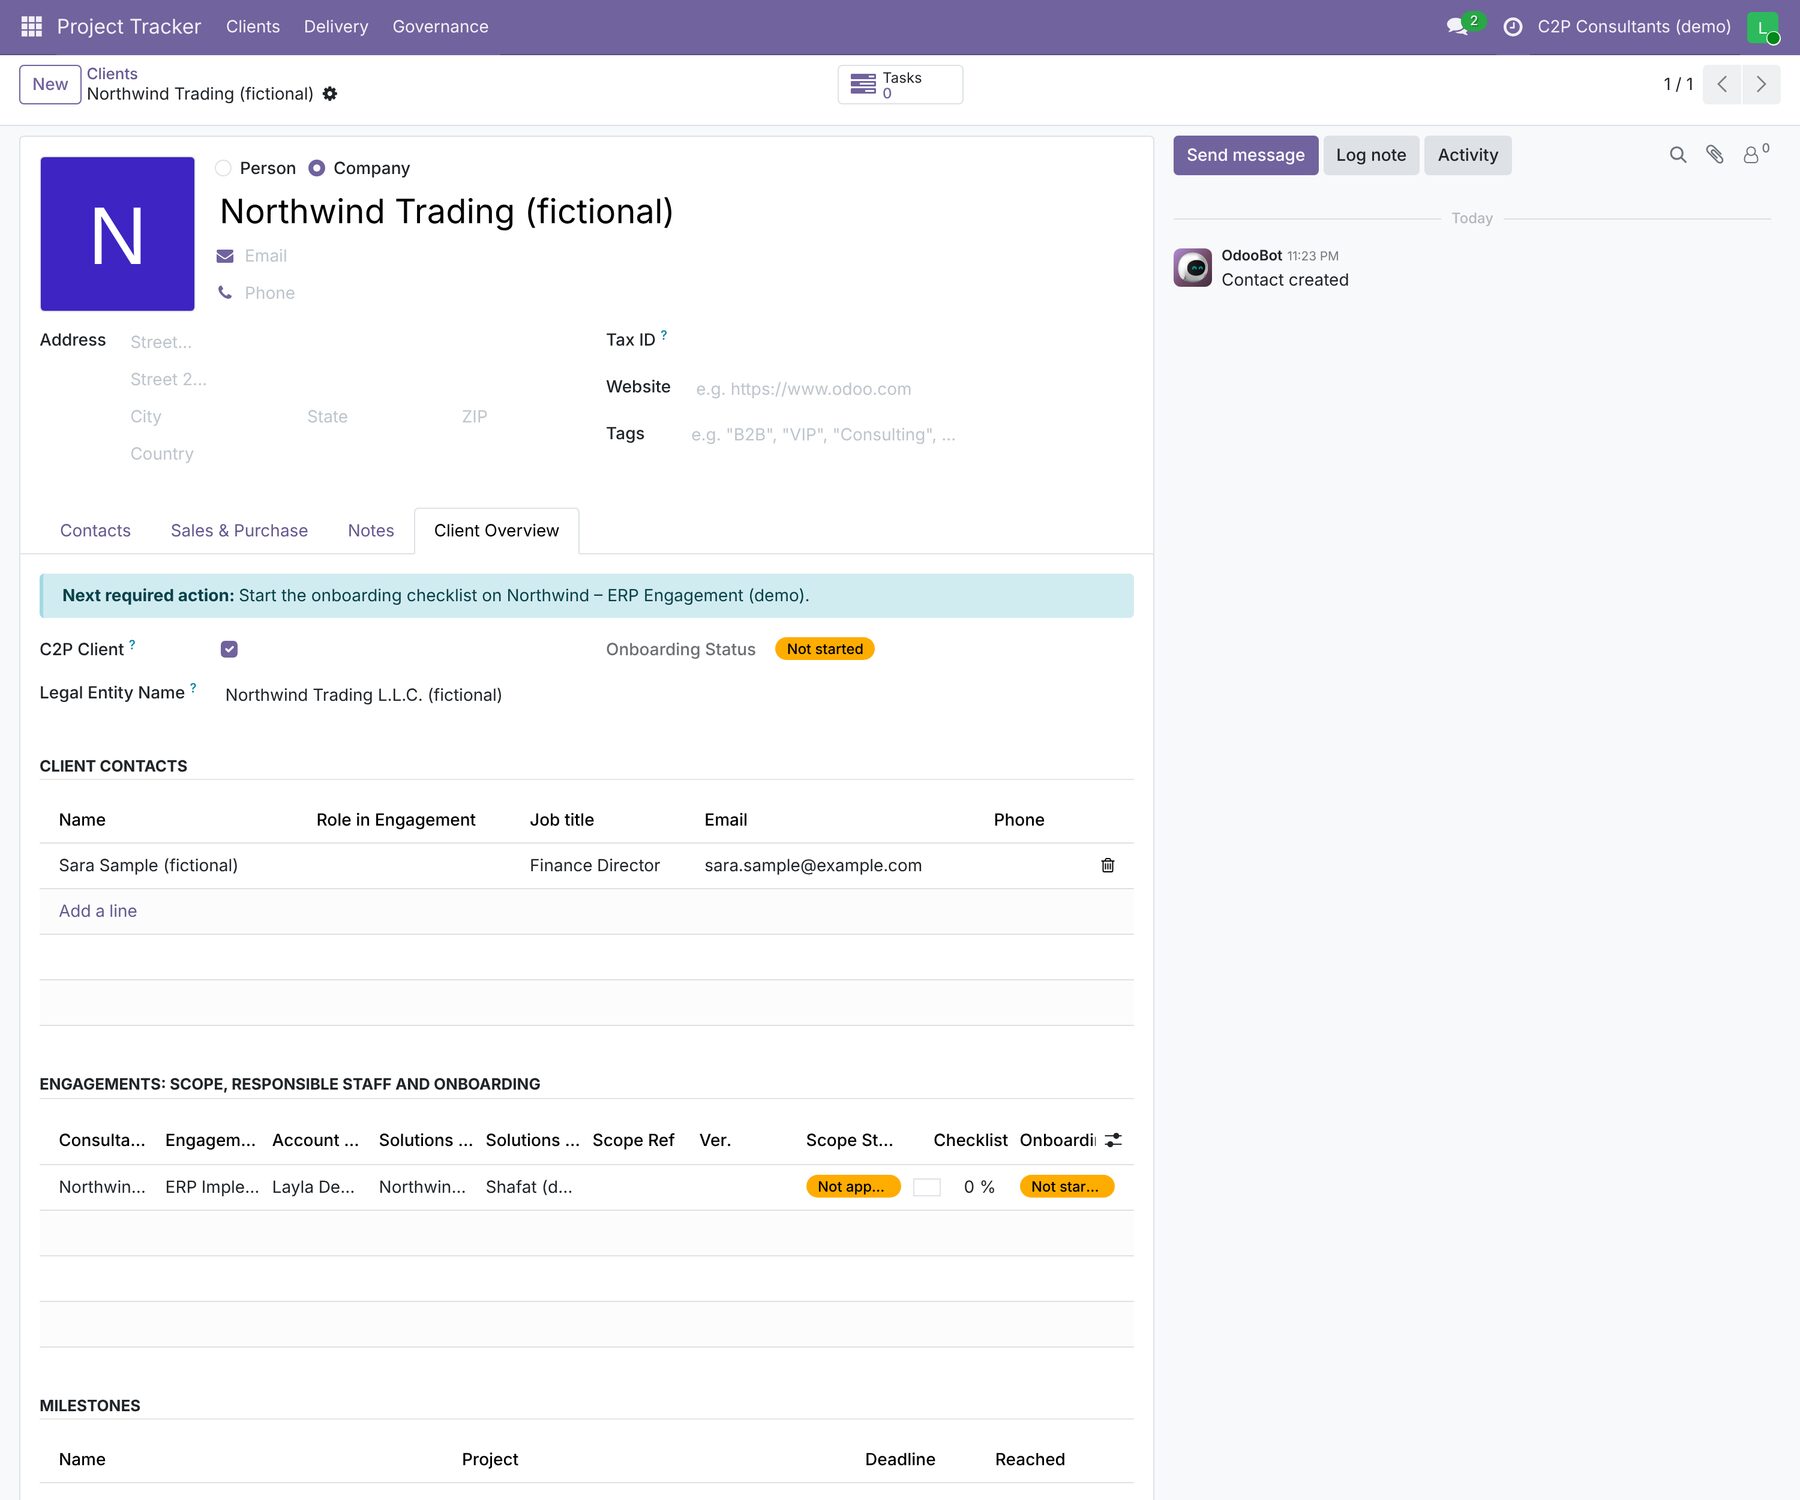 Project Tracker Clients Delivery Governance 2 C2P Consultants (demo) L
New Clients Tasks
Northwind Trading (fictional) 0 1 / 1
Person Company
N
Northwind Trading (fictional)
Email
Phone
Address Street... Tax ID ?
Street 2...
Website e.g. https://www.odoo.com
City State ZIP
Tags e.g. "B2B", "VIP", "Consulting", ...
Country
Contacts Sales & Purchase Notes Client Overview
Next required action: Start the onboarding checklist on Northwind – ERP Engagement (demo).
C2P Client ? Onboarding Status Not started
Legal Entity Name ? Northwind Trading L.L.C. (fictional)
CLIENT CONTACTS
Name Role in Engagement Job title Email Phone
Sara Sample (fictional) Finance Director sara.sample@example.com
Add a line
ENGAGEMENTS: SCOPE, RESPONSIBLE STAFF AND ONBOARDING
Consulta... Engagem... Account ... Solutions ... Solutions ... Scope Ref Ver. Scope St... Checklist Onboardi
Northwin... ERP Imple... Layla De... Northwin... Shafat (d... Not app... 0 % Not star...
MILESTONES
Name Project Deadline Reached
Send message Log note Activity 0
Today
OdooBot 11:23 PM
Contact created